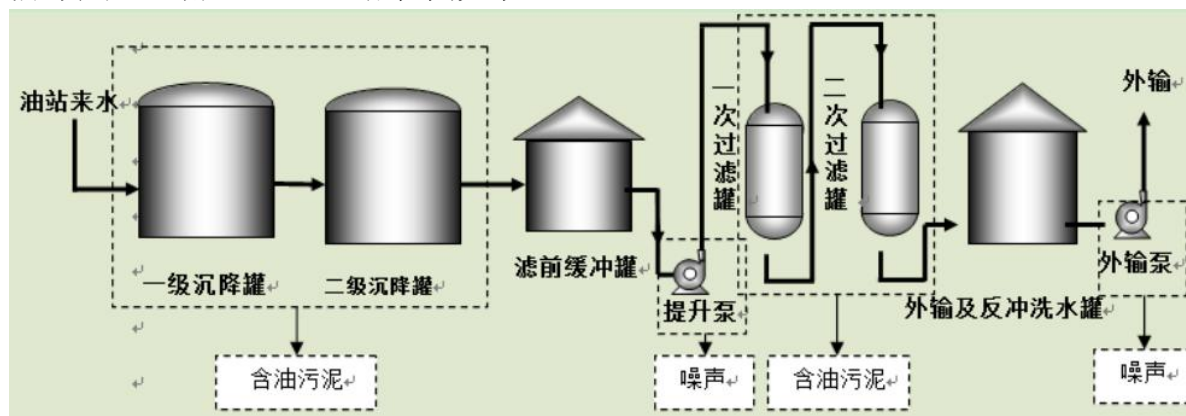 油站来水
一级沉降罐
二级沉降罐
滤前缓冲罐
提升泵
一次过滤罐
二次过滤罐
外输及反冲洗水罐
外输
外输泵
含油污泥
噪声
含油污泥
噪声